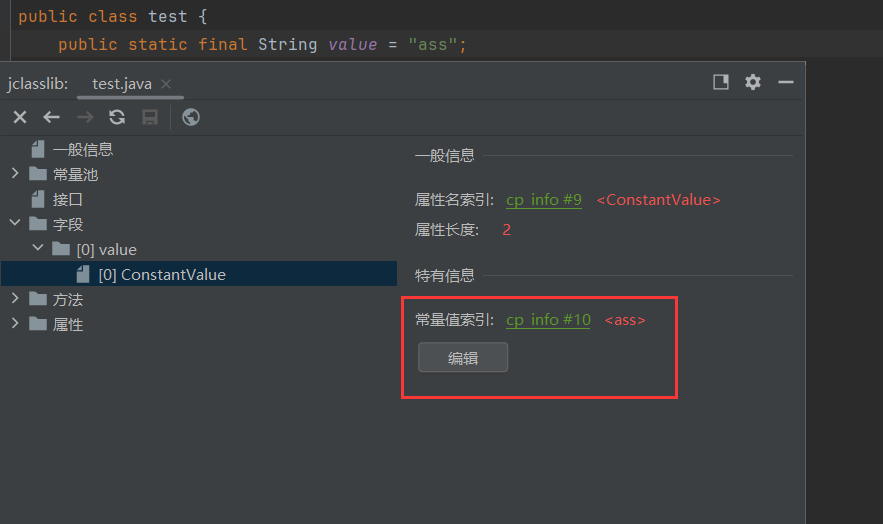 public class test {
public static final String value = "ass";
jclasslib: test.java
一般信息
常量池
接口
字段
[0] value
[0] ConstantValue
方法
属性
一般信息
属性名索引: cp_info #9 <ConstantValue>
属性长度: 2
特有信息
常量值索引: cp_info #10 <ass>
编辑